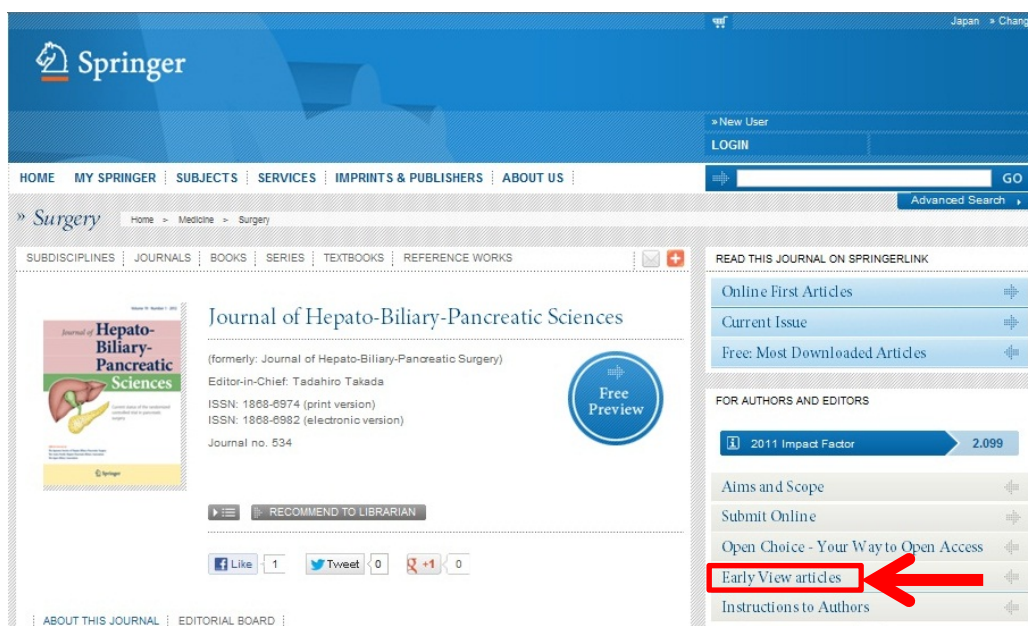 Japan » Chang
Springer
» New User
LOGIN
HOME MY SPRINGER SUBJECTS SERVICES IMPRINTS & PUBLISHERS ABOUT US
GO
Advanced Search
» Surgery Home > Medicine > Surgery
SUBDISCIPLINES JOURNALS BOOKS SERIES TEXTBOOKS REFERENCE WORKS
Journal of Hepato-
Biliary-
Pancreatic
Sciences
Springer
Journal of Hepato-Biliary-Pancreatic Sciences
(formerly: Journal of Hepato-Biliary-Pancreatic Surgery)
Editor-in-Chief: Tadahiro Takada
ISSN: 1868-6974 (print version)
ISSN: 1868-6982 (electronic version)
Journal no. 534
Free
Preview
RECOMMEND TO LIBRARIAN
Like 1 Tweet 0 +1 0
ABOUT THIS JOURNAL EDITORIAL BOARD
READ THIS JOURNAL ON SPRINGERLINK
Online First Articles
Current Issue
Free: Most Downloaded Articles
FOR AUTHORS AND EDITORS
2011 Impact Factor 2.099
Aims and Scope
Submit Online
Open Choice - Your Way to Open Access
Early View articles
Instructions to Authors